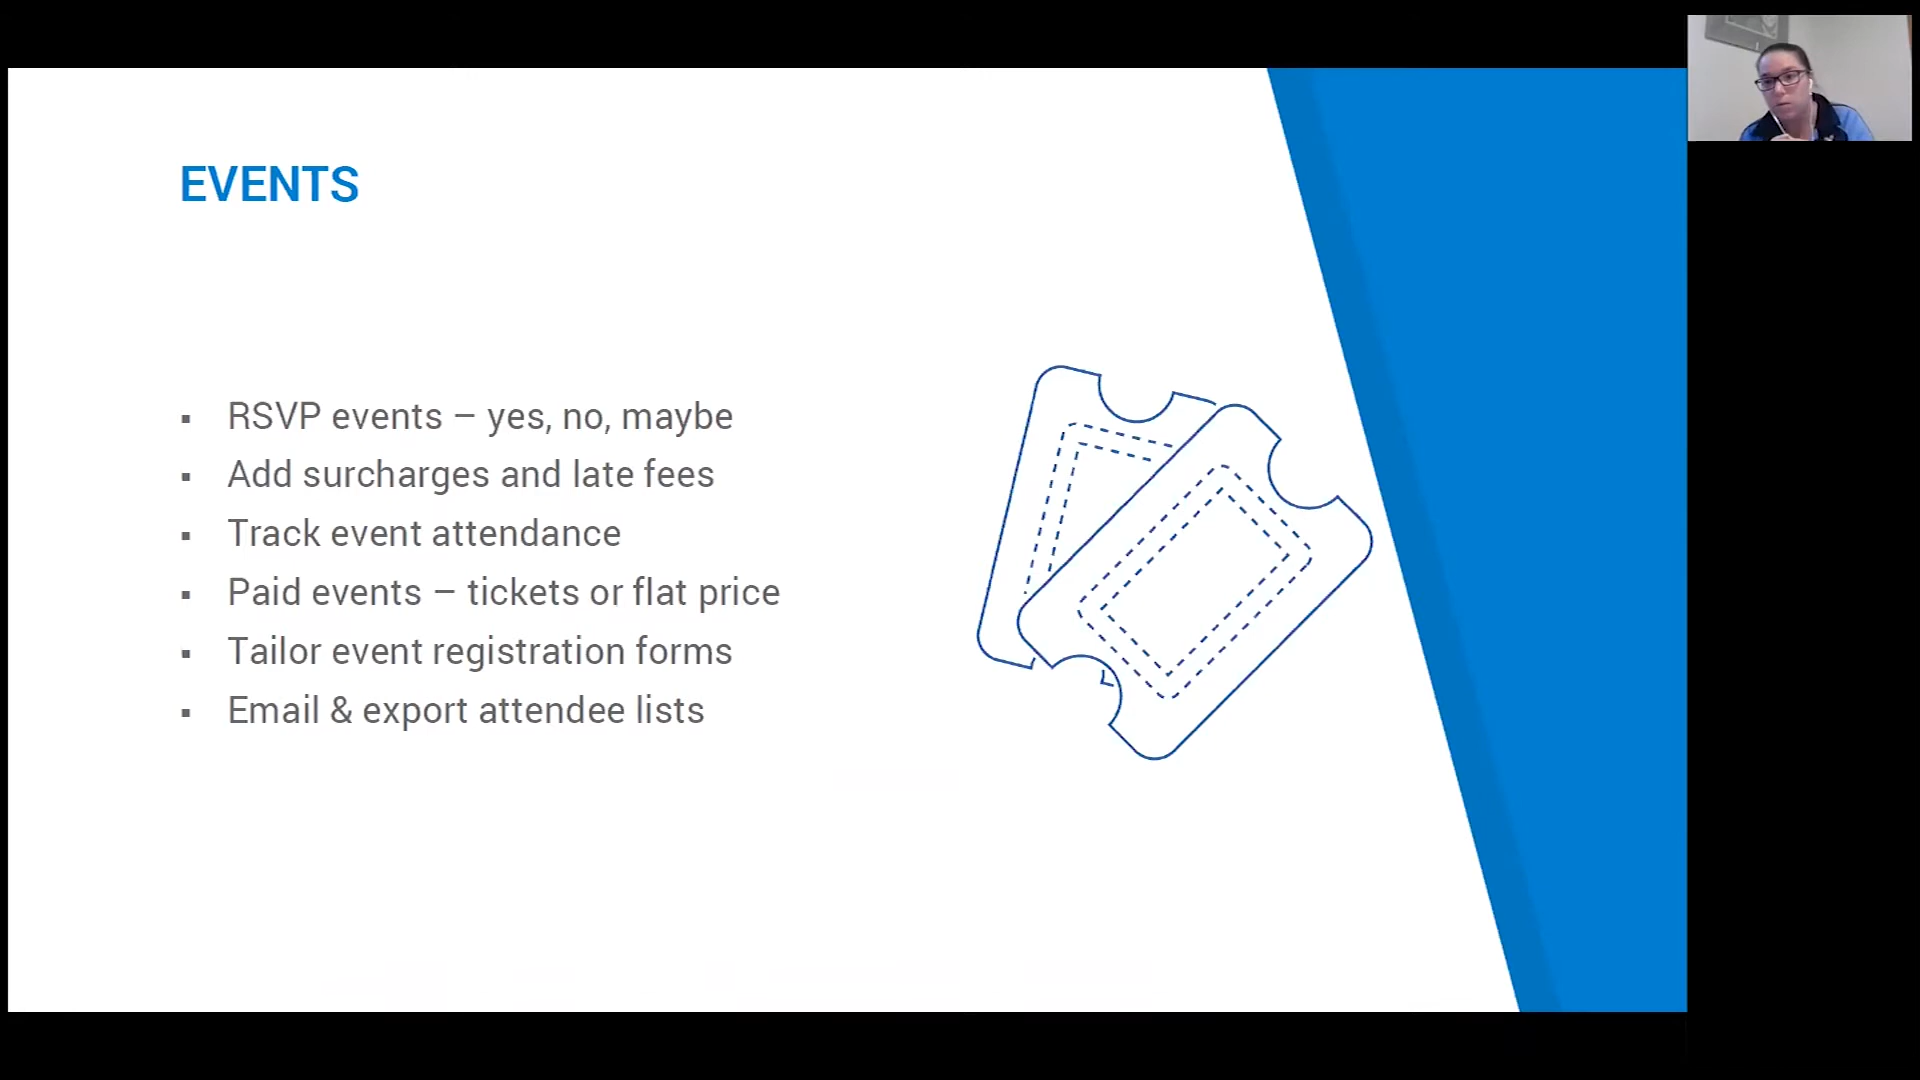 EVENTS
▪ RSVP events – yes, no, maybe
▪ Add surcharges and late fees
▪ Track event attendance
▪ Paid events – tickets or flat price
▪ Tailor event registration forms
▪ Email & export attendee lists